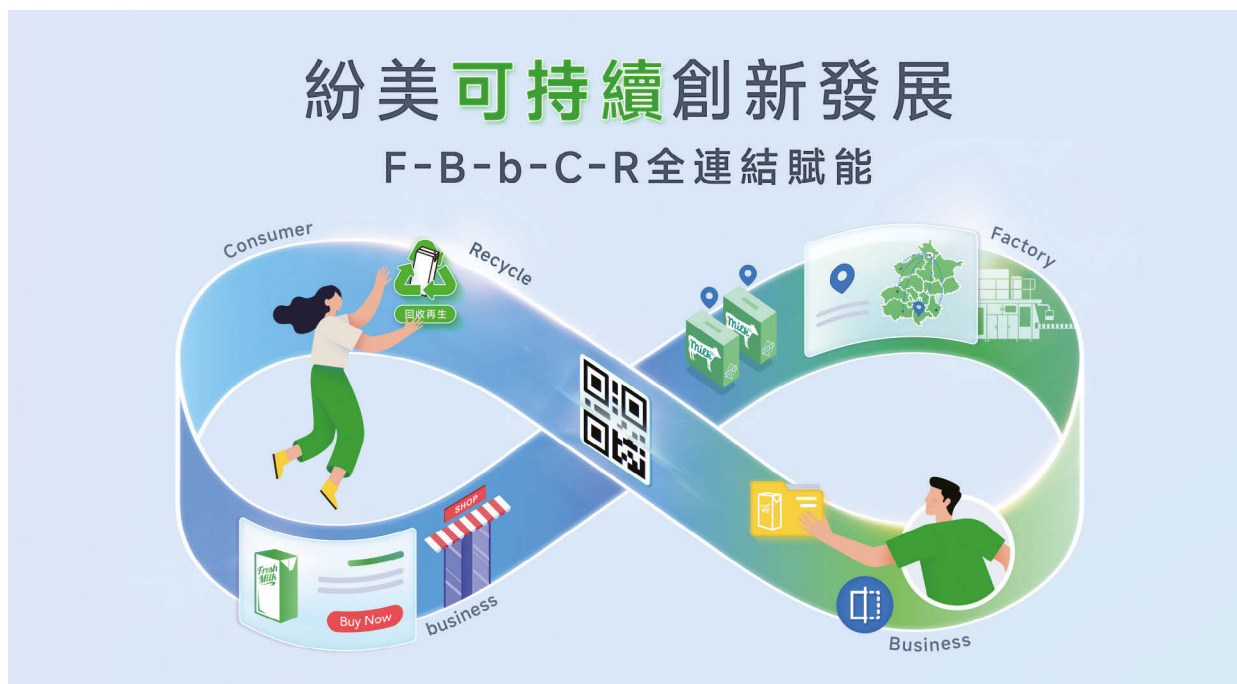 紛美可持續創新發展
F-B-b-C-R全連結賦能
Consumer
Recycle
Factory
回收再生
Milk
Milk
SHOP
Fresh
Milk
Buy Now
business
Business